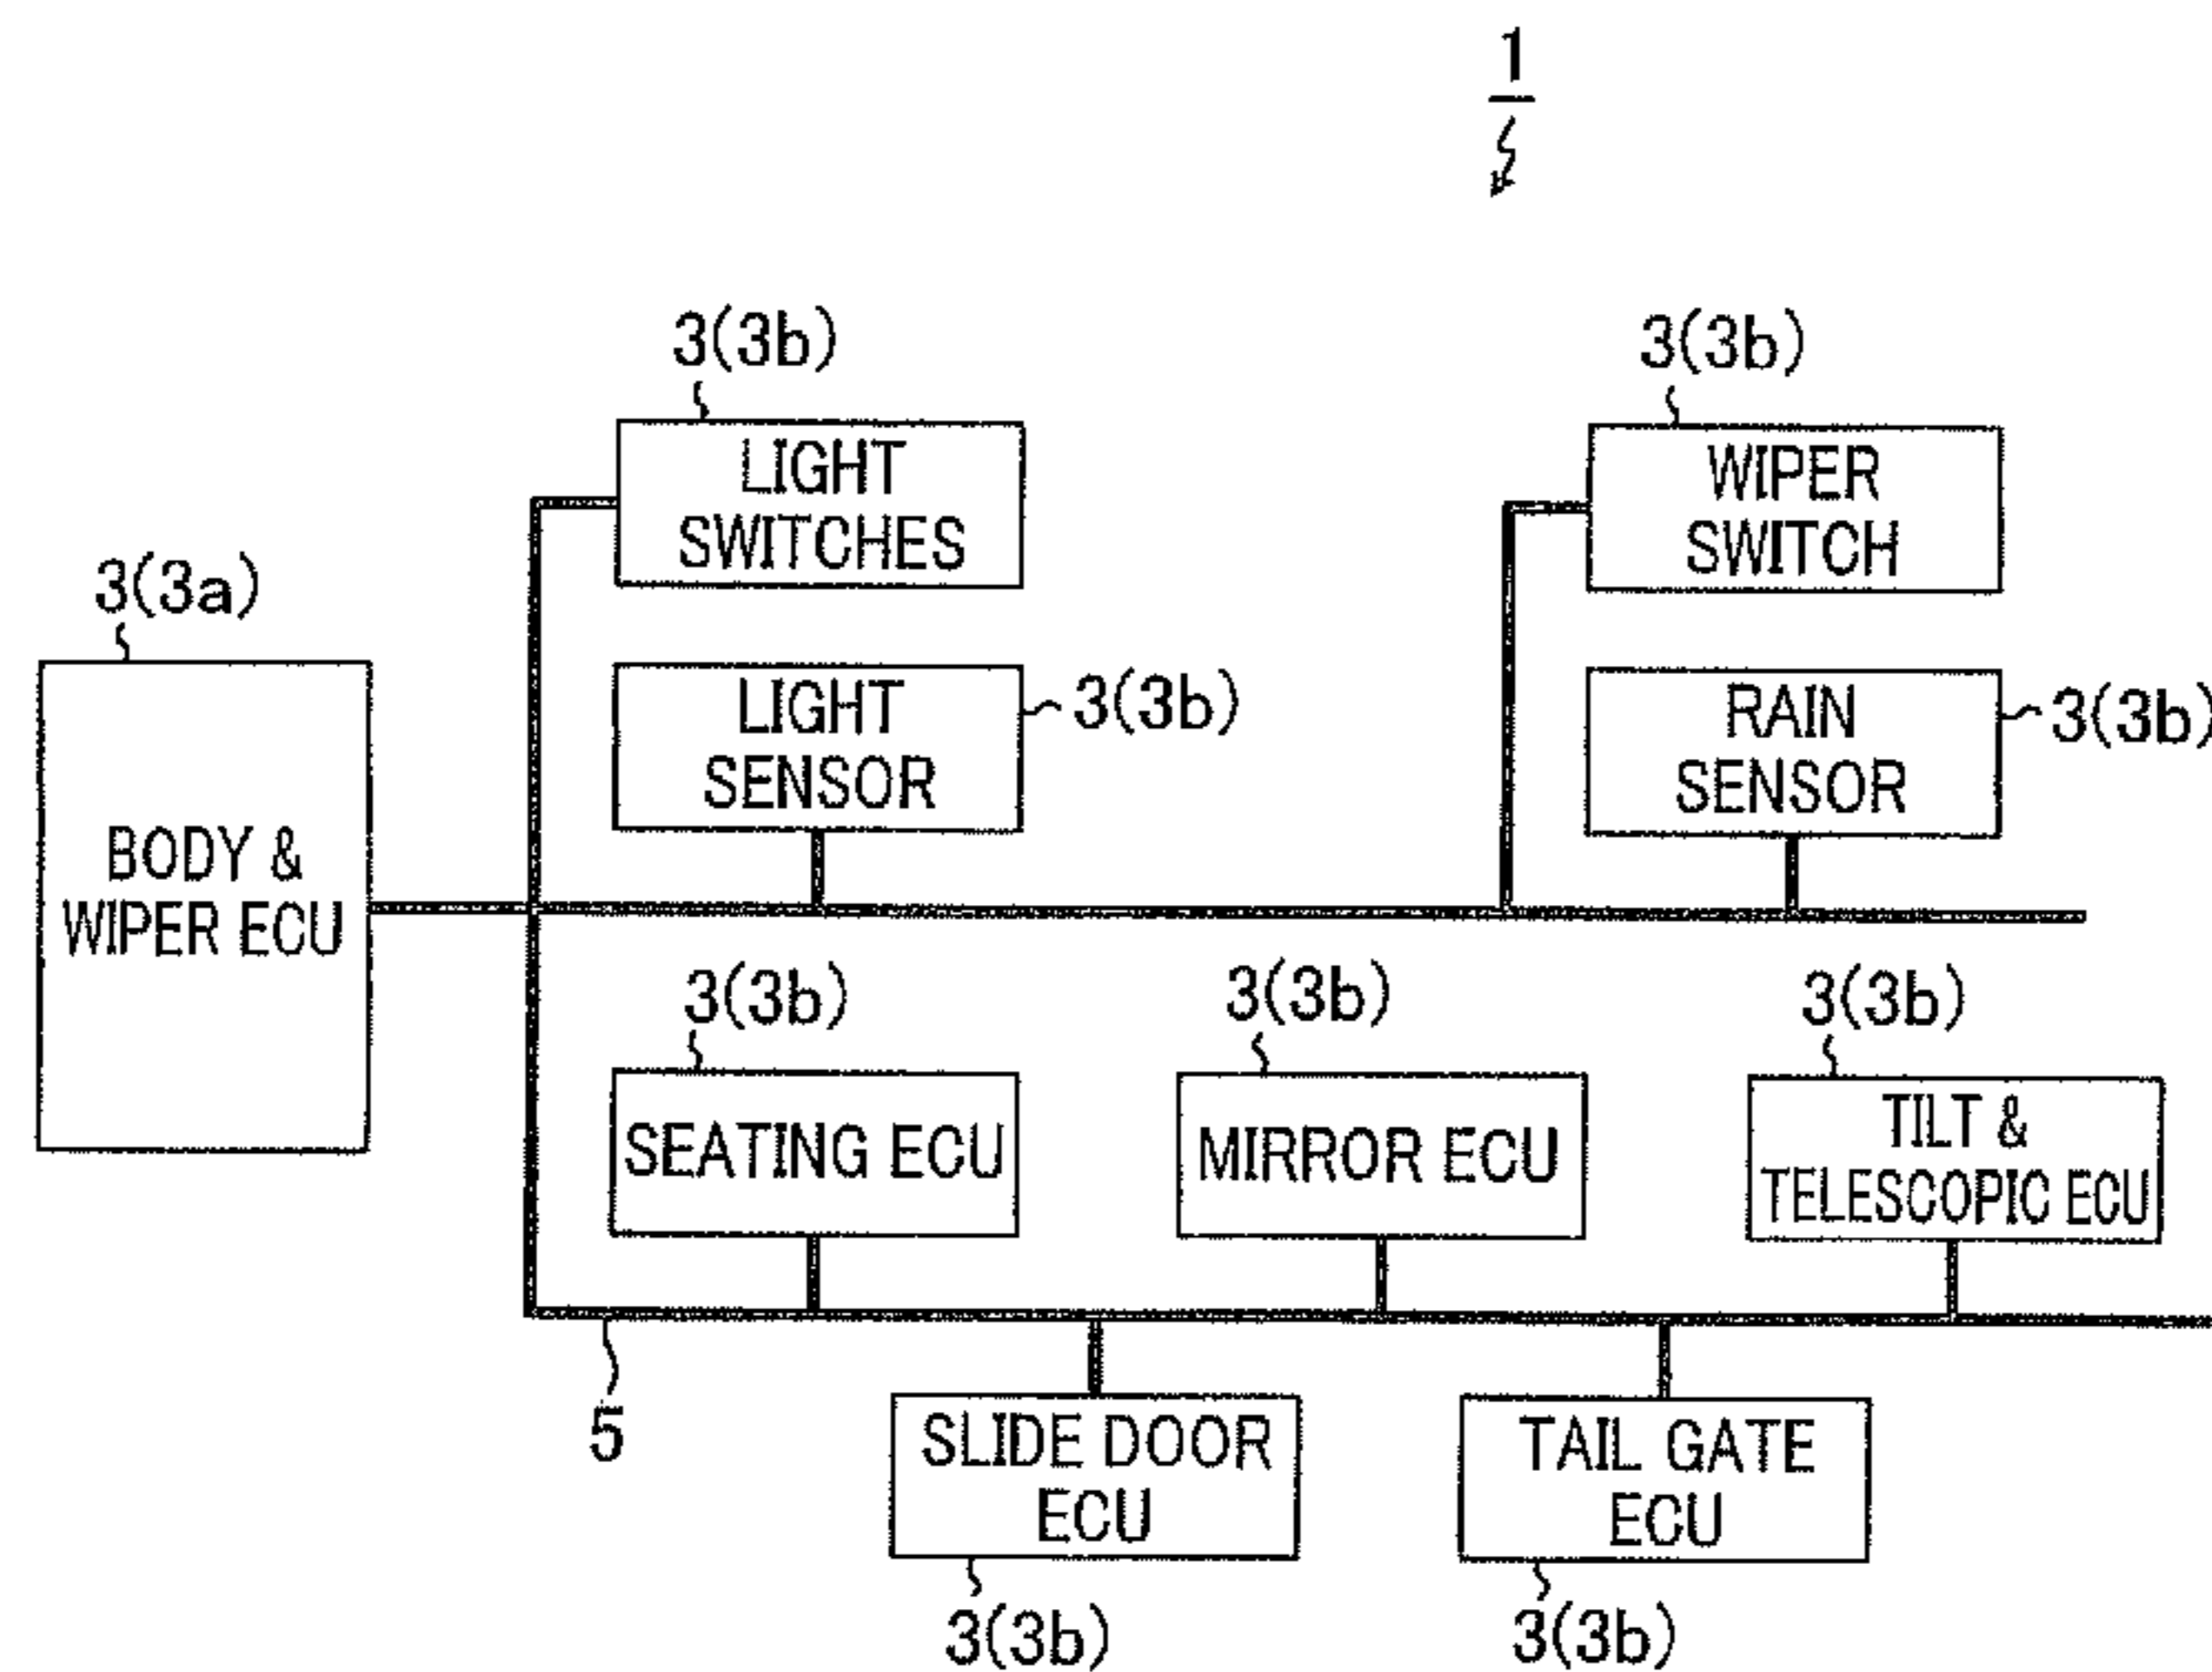 1
3(3b)
LIGHT
SWITCHES
3(3b)
WIPER
SWITCH
3(3a)
BODY &
WIPER ECU
LIGHT
SENSOR
3(3b)
RAIN
SENSOR
3(3b)
3(3b)
SEATING ECU
3(3b)
MIRROR ECU
3(3b)
TILT &
TELESCOPIC ECU
5
SLIDE DOOR
ECU
3(3b)
TAIL GATE
ECU
3(3b)